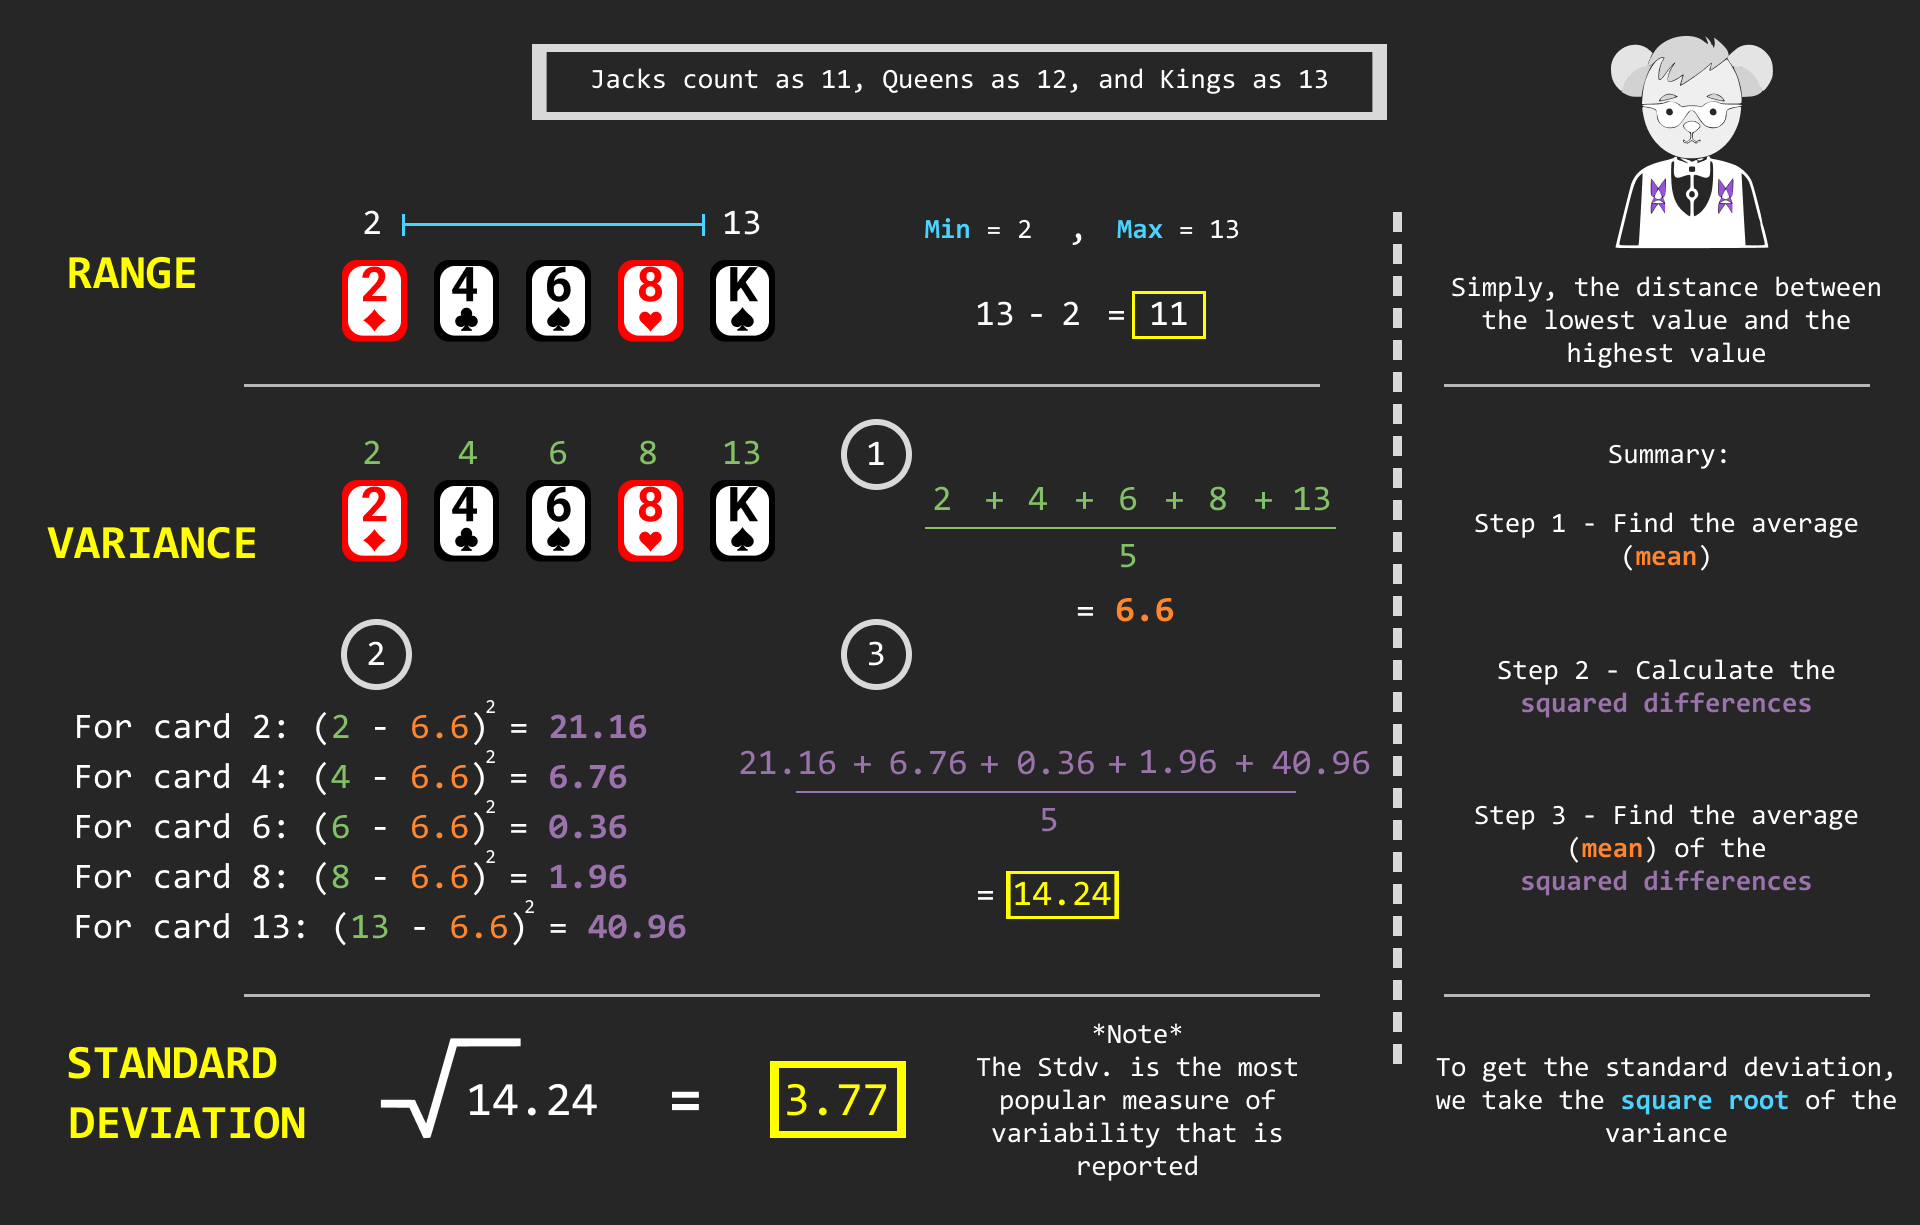 Jacks count as 11, Queens as 12, and Kings as 13
RANGE
2 13
2 4 6 8 K
Min = 2 , Max = 13
13 - 2 = 11
Simply, the distance between
the lowest value and the
highest value
VARIANCE
2 4 6 8 13
2 4 6 8 K
1
2 + 4 + 6 + 8 + 13
5
= 6.6
2
For card 2: (2 - 6.6)² = 21.16
For card 4: (4 - 6.6)² = 6.76
For card 6: (6 - 6.6)² = 0.36
For card 8: (8 - 6.6)² = 1.96
For card 13: (13 - 6.6)² = 40.96
3
21.16 + 6.76 + 0.36 + 1.96 + 40.96
5
= 14.24
Summary:
Step 1 - Find the average
(mean)
Step 2 - Calculate the
squared differences
Step 3 - Find the average
(mean) of the
squared differences
STANDARD
DEVIATION
√14.24 = 3.77
*Note*
The Stdv. is the most
popular measure of
variability that is
reported
To get the standard deviation,
we take the square root of the
variance